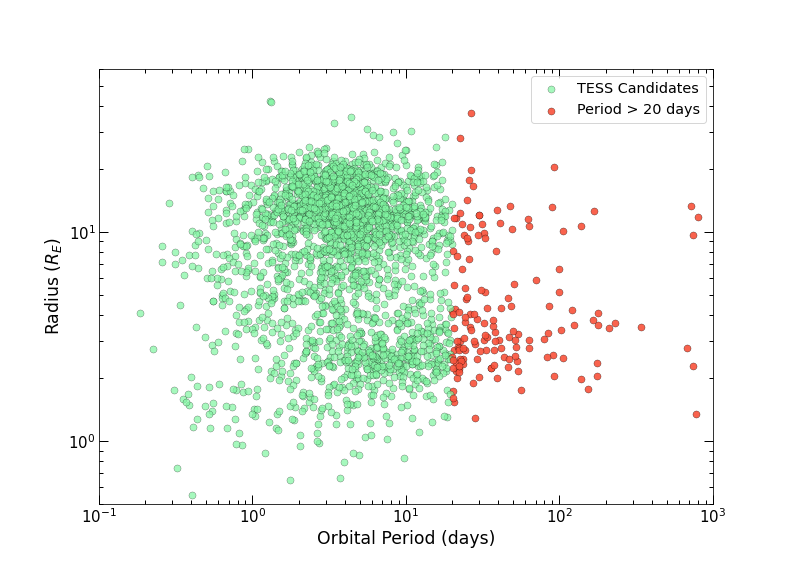 TESS Candidates
Period > 20 days
Radius (R_E)
10¹
10⁰
10⁻¹ 10⁰ 10¹ 10² 10³
Orbital Period (days)